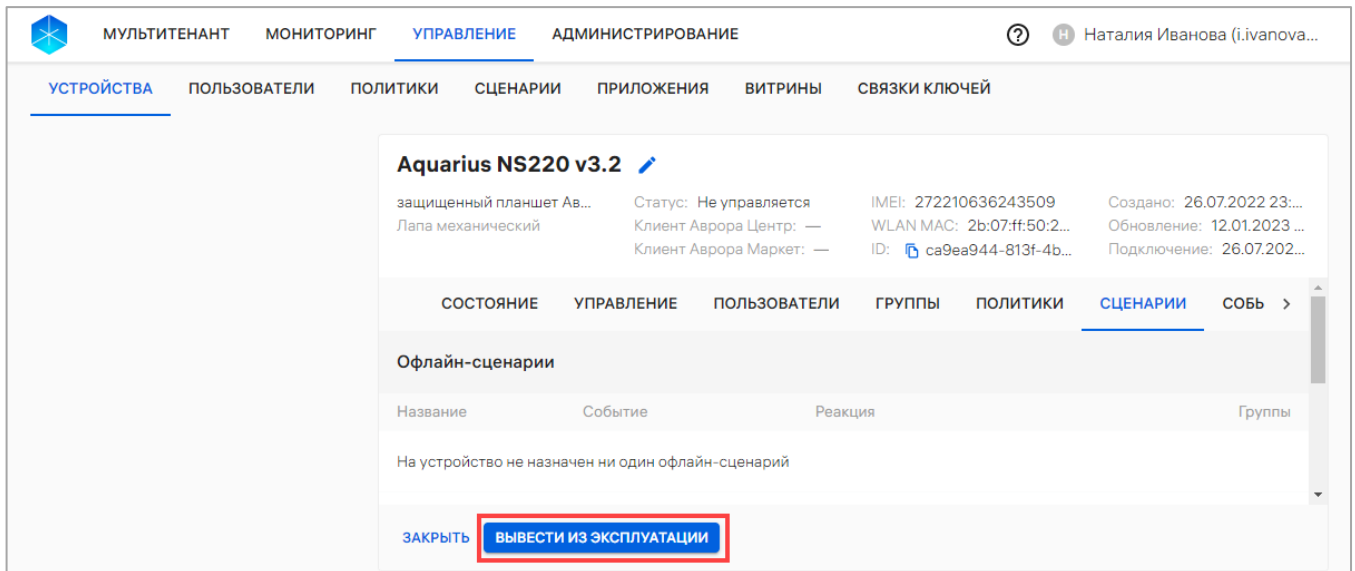 МУЛЬТИТЕНАНТ МОНИТОРИНГ УПРАВЛЕНИЕ АДМИНИСТРИРОВАНИЕ ? Н Наталия Иванова (i.ivanova...
УСТРОЙСТВА ПОЛЬЗОВАТЕЛИ ПОЛИТИКИ СЦЕНАРИИ ПРИЛОЖЕНИЯ ВИТРИНЫ СВЯЗКИ КЛЮЧЕЙ
Aquarius NS220 v3.2
защищенный планшет Ав... Статус: Не управляется IMEI: 272210636243509 Создано: 26.07.2022 23:...
Лапа механический Клиент Аврора Центр: — WLAN MAC: 2b:07:ff:50:2... Обновление: 12.01.2023 ...
Клиент Аврора Маркет: — ID: ca9ea944-813f-4b... Подключение: 26.07.202...
СОСТОЯНИЕ УПРАВЛЕНИЕ ПОЛЬЗОВАТЕЛИ ГРУППЫ ПОЛИТИКИ СЦЕНАРИИ СОБЬ >
Офлайн-сценарии
Название Событие Реакция Группы
На устройство не назначен ни один офлайн-сценарий
ЗАКРЫТЬ ВЫВЕСТИ ИЗ ЭКСПЛУАТАЦИИ